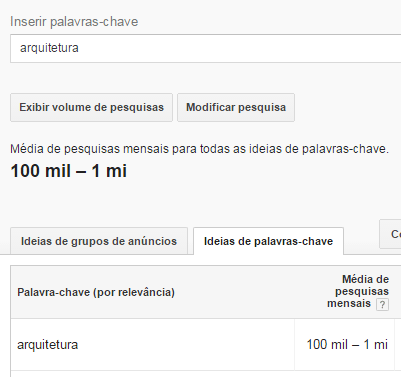 Inserir palavras-chave
arquitetura
Exibir volume de pesquisas Modificar pesquisa
Média de pesquisas mensais para todas as ideias de palavras-chave.
100 mil – 1 mi
Ideias de grupos de anúncios Ideias de palavras-chave
Palavra-chave (por relevância)
Média de
pesquisas
mensais ?
arquitetura 100 mil – 1 mi